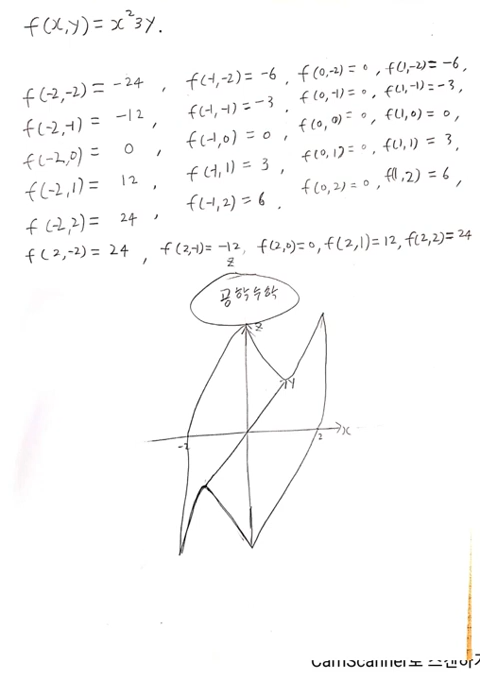 f(x,y) = x²3y.
f(-2,-2) = -24, f(-1,-2) = -6, f(0,-2) = 0, f(1,-2) = -6,
f(-2,-1) = -12, f(-1,-1) = -3, f(0,-1) = 0, f(1,-1) = -3,
f(-2,0) = 0, f(-1,0) = 0, f(0,0) = 0, f(1,0) = 0,
f(-2,1) = 12, f(-1,1) = 3, f(0,1) = 0, f(1,1) = 3,
f(-2,2) = 24, f(-1,2) = 6, f(0,2) = 0, f(1,2) = 6,
f(2,-2) = 24, f(2,-1) = -12, f(2,0) = 0, f(2,1) = 12, f(2,2) = 24
z
공학수학
z
y
-2 2 x
CamScanner로 스캔하기